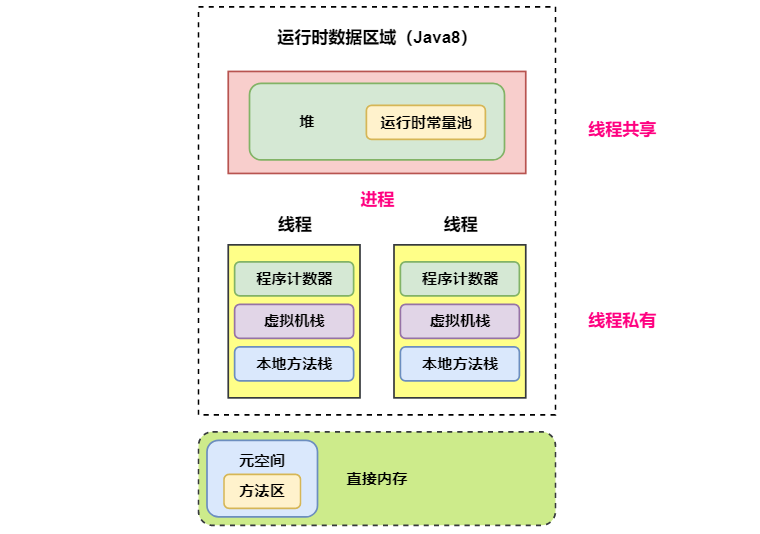 运行时数据区域（Java8）
堆
运行时常量池
线程共享
进程
线程
线程
程序计数器
程序计数器
虚拟机栈
虚拟机栈
线程私有
本地方法栈
本地方法栈
元空间
方法区
直接内存